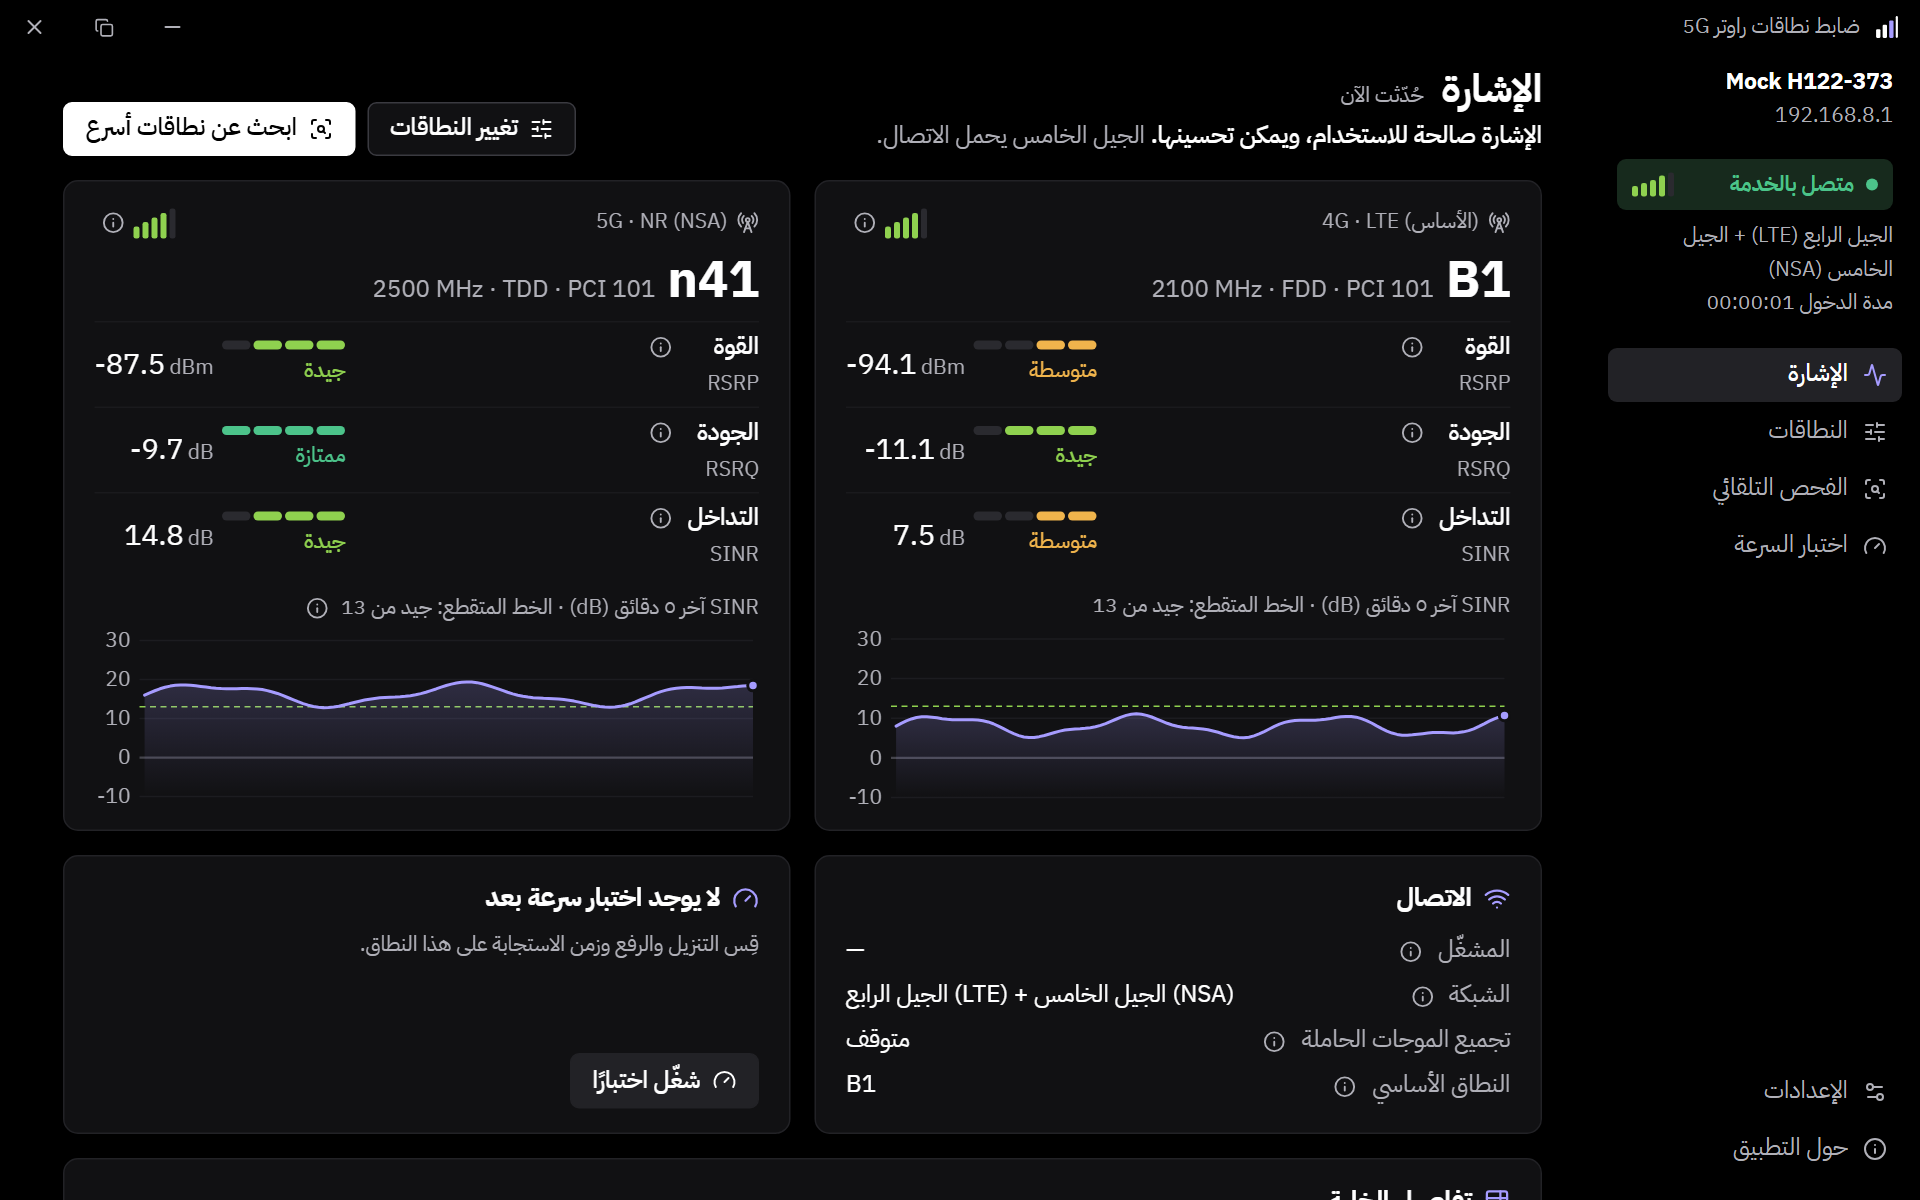 ضابط نطاقات راوتر 5G
Mock H122-373
192.168.8.1
متصل بالخدمة
الجيل الرابع (LTE) + الجيل
الخامس (NSA)
مدة الدخول 00:00:01
الإشارة
النطاقات
الفحص التلقائي
اختبار السرعة
الإعدادات
حول التطبيق
الإشارة حُدّثت الآن
الإشارة صالحة للاستخدام، ويمكن تحسينها. الجيل الخامس يحمل الاتصال.
تغيير النطاقات
ابحث عن نطاقات أسرع
4G · LTE (الأساس)
B1 2100 MHz · FDD · PCI 101
القوة
RSRP
متوسطة
-94.1 dBm
الجودة
RSRQ
جيدة
-11.1 dB
التداخل
SINR
متوسطة
7.5 dB
SINR آخر ٥ دقائق (dB) · الخط المتقطع: جيد من 13
30
20
10
0
-10
5G · NR (NSA)
n41 2500 MHz · TDD · PCI 101
القوة
RSRP
جيدة
-87.5 dBm
الجودة
RSRQ
ممتازة
-9.7 dB
التداخل
SINR
جيدة
14.8 dB
SINR آخر ٥ دقائق (dB) · الخط المتقطع: جيد من 13
30
20
10
0
-10
الاتصال
المشغّل
—
الشبكة
الجيل الرابع (LTE) + الجيل الخامس (NSA)
تجميع الموجات الحاملة
متوقف
النطاق الأساسي
B1
لا يوجد اختبار سرعة بعد
قِس التنزيل والرفع وزمن الاستجابة على هذا النطاق.
شغّل اختبارًا
تفاصيل الخلية